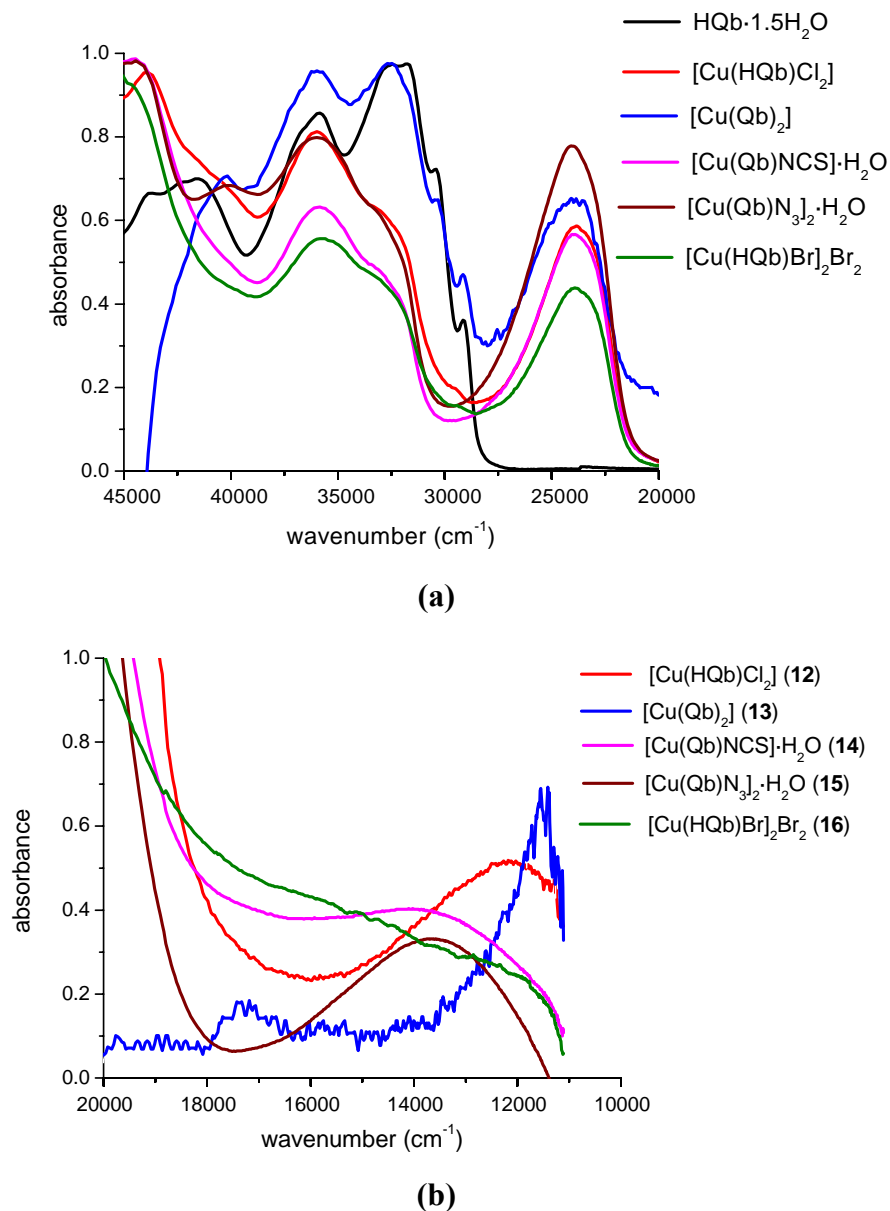 HQb·1.5H₂O
[Cu(HQb)Cl₂]
[Cu(Qb)₂]
[Cu(Qb)NCS]·H₂O
[Cu(Qb)N₃]₂·H₂O
[Cu(HQb)Br]₂Br₂
1.0
0.8
0.6
0.4
0.2
0.0
absorbance
45000 40000 35000 30000 25000 20000
wavenumber (cm⁻¹)
(a)
[Cu(HQb)Cl₂] (12)
[Cu(Qb)₂] (13)
[Cu(Qb)NCS]·H₂O (14)
[Cu(Qb)N₃]₂·H₂O (15)
[Cu(HQb)Br]₂Br₂ (16)
1.0
0.8
0.6
0.4
0.2
0.0
absorbance
20000 18000 16000 14000 12000 10000
wavenumber (cm⁻¹)
(b)